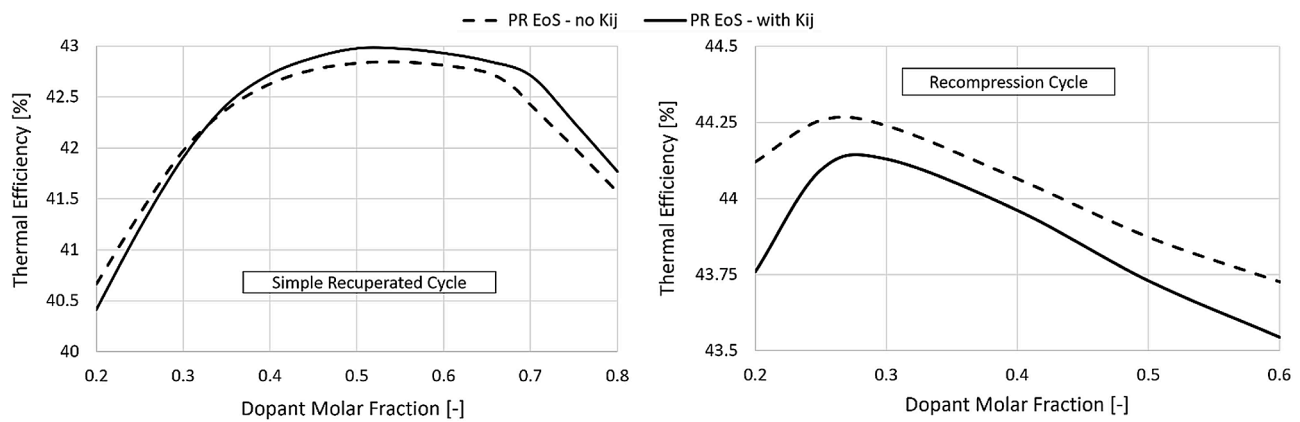 PR EoS - no Kij PR EoS - with Kij
Thermal Efficiency [%]
43
42.5
42
41.5
41
40.5
40
Simple Recuperated Cycle
0.2 0.3 0.4 0.5 0.6 0.7 0.8
Dopant Molar Fraction [-]
Thermal Efficiency [%]
44.5
44.25
44
43.75
43.5
Recompression Cycle
0.2 0.3 0.4 0.5 0.6
Dopant Molar Fraction [-]